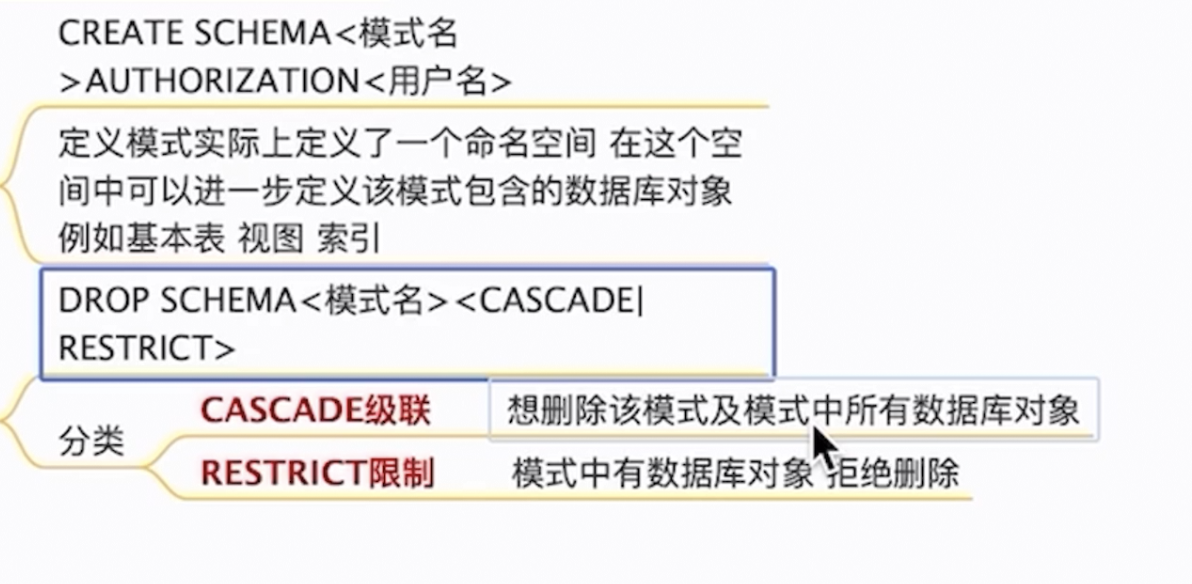 CREATE SCHEMA<模式名
>AUTHORIZATION<用户名>
定义模式实际上定义了一个命名空间 在这个空
间中可以进一步定义该模式包含的数据库对象
例如基本表 视图 索引
DROP SCHEMA<模式名><CASCADE|
RESTRICT>
分类
CASCADE级联 想删除该模式及模式中所有数据库对象
RESTRICT限制 模式中有数据库对象 拒绝删除